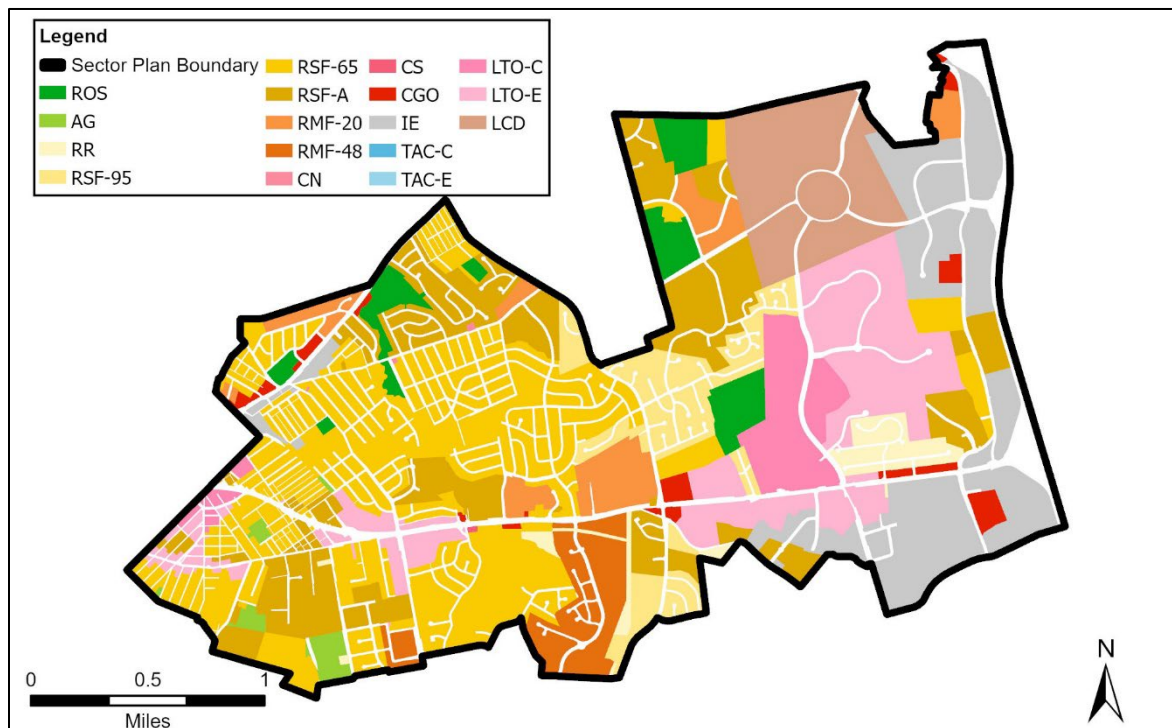 Legend
Sector Plan Boundary
ROS
AG
RR
RSF-95
RSF-65
RSF-A
RMF-20
RMF-48
CN
CS
CGO
IE
TAC-C
TAC-E
LTO-C
LTO-E
LCD
0 0.5 1
Miles
N